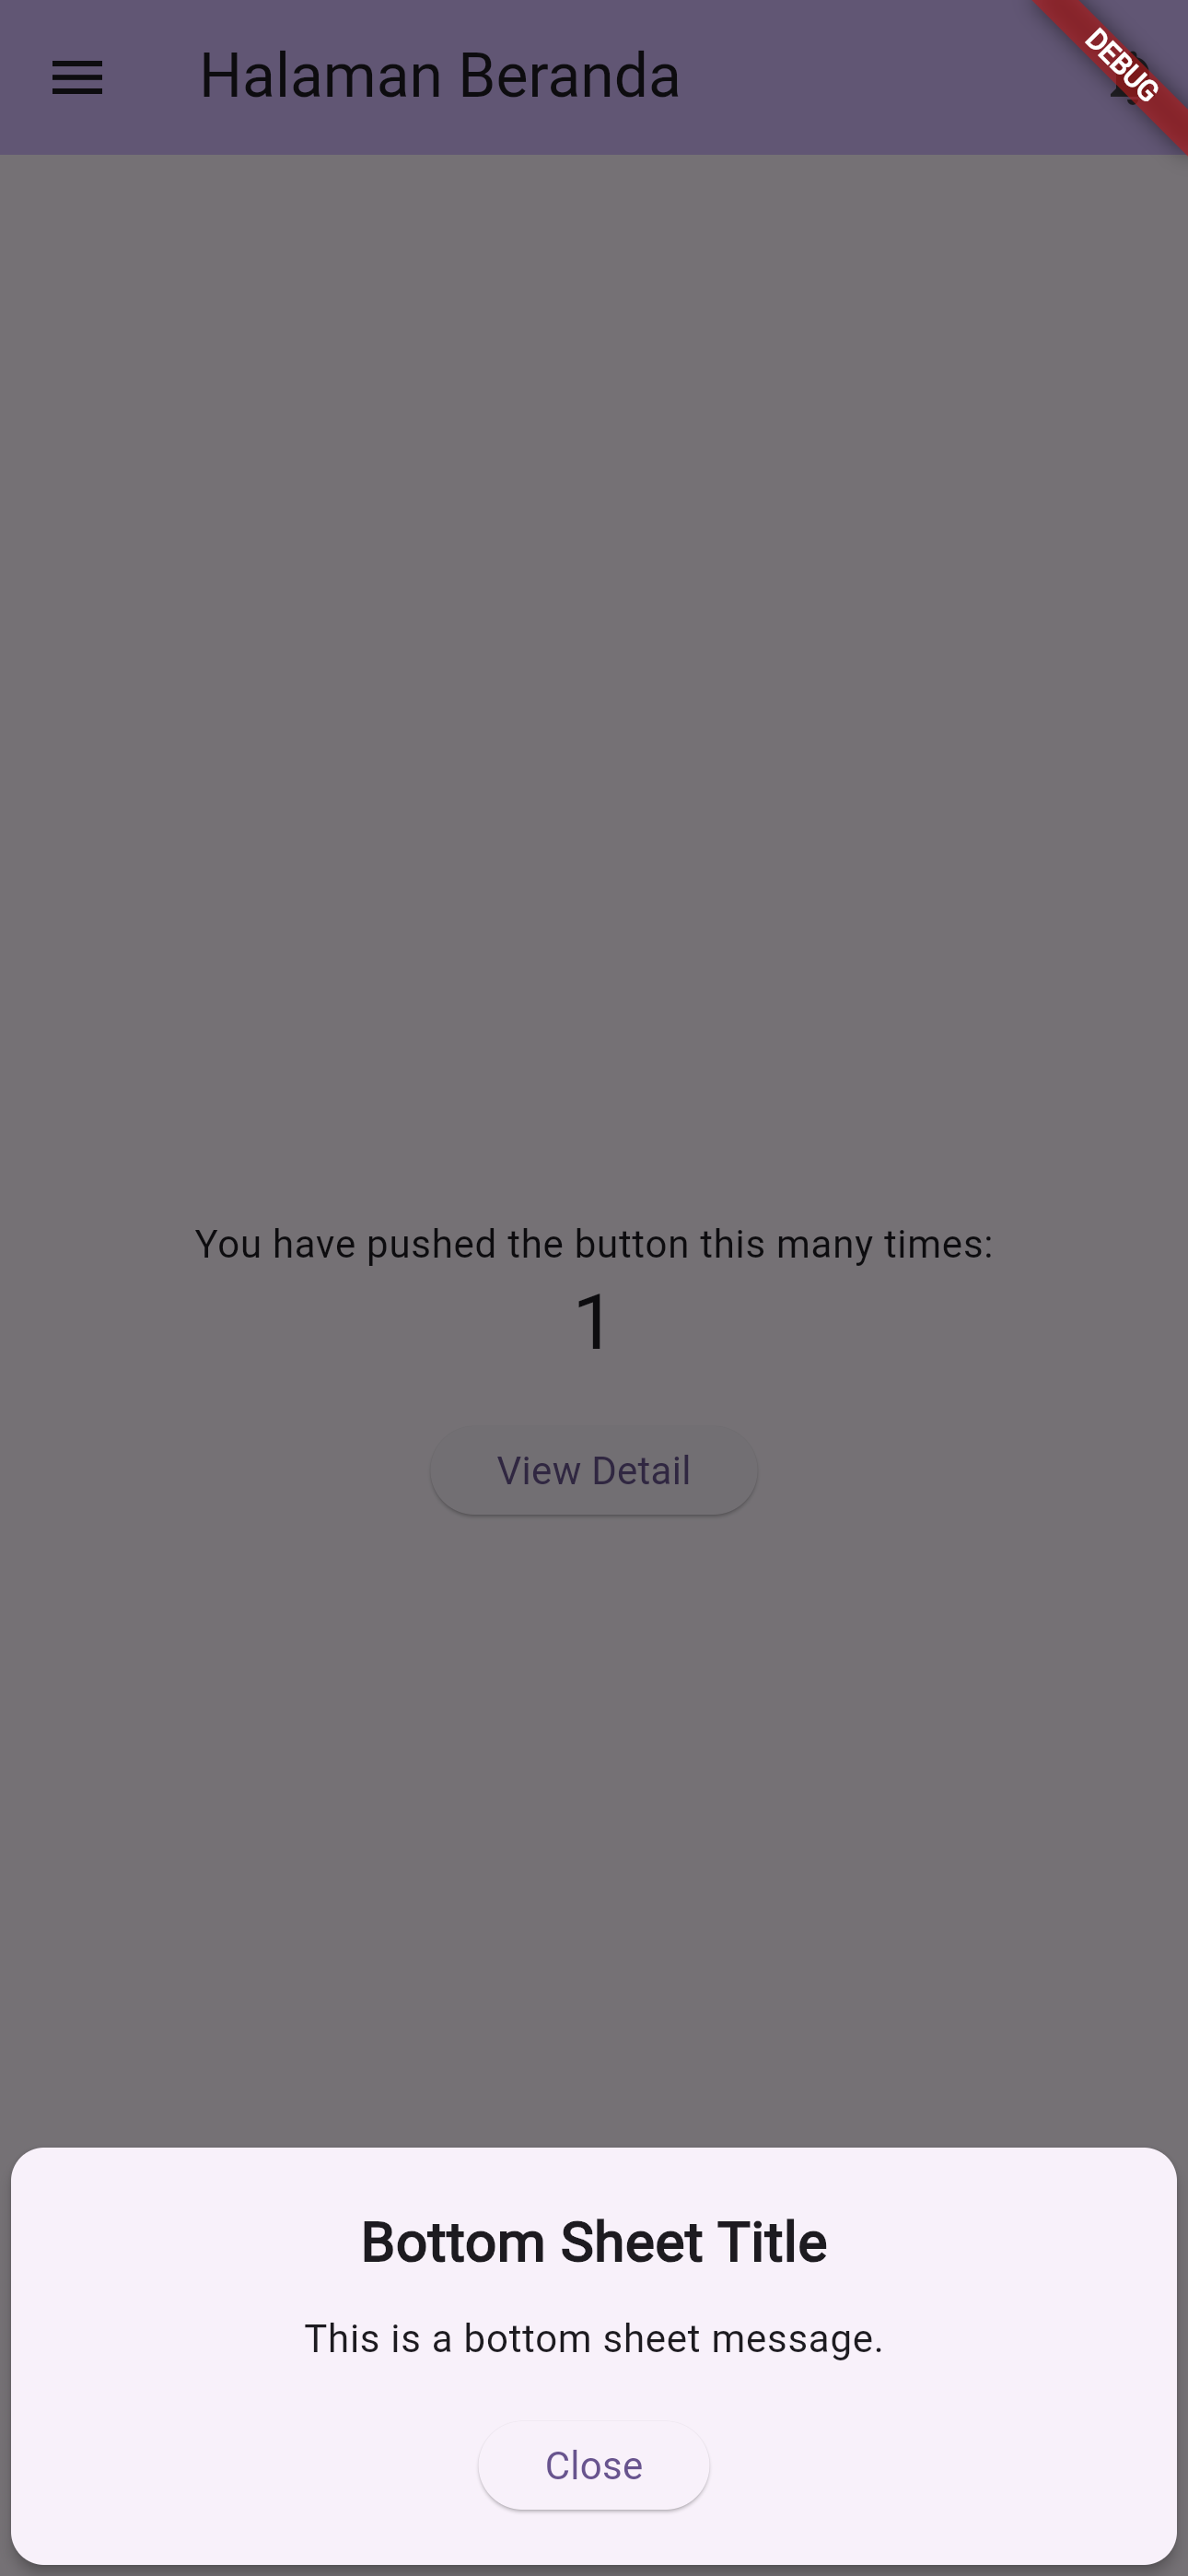 Halaman Beranda
DEBUG
You have pushed the button this many times:
1
View Detail
Bottom Sheet Title
This is a bottom sheet message.
Close